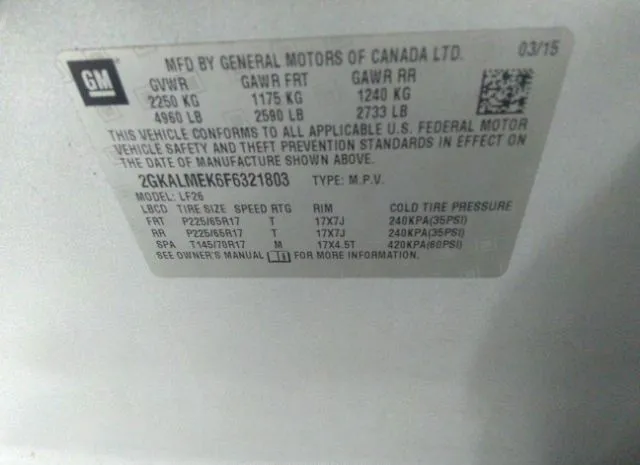 GM
MFD BY GENERAL MOTORS OF CANADA LTD. 03/15
GVWR GAWR FRT GAWR RR
2250 KG 1175 KG 1240 KG
4960 LB 2590 LB 2733 LB
THIS VEHICLE CONFORMS TO ALL APPLICABLE U.S. FEDERAL MOTOR
VEHICLE SAFETY AND THEFT PREVENTION STANDARDS IN EFFECT ON
THE DATE OF MANUFACTURE SHOWN ABOVE.
2GKALMEK6F6321803 TYPE: M.P.V.
MODEL: LF26
LBCD TIRE SIZE SPEED RTG RIM COLD TIRE PRESSURE
FRT P225/65R17 T 17X7J 240KPA(35PSI)
RR P225/65R17 T 17X7J 240KPA(35PSI)
SPA T145/70R17 M 17X4.5T 420KPA(60PSI)
SEE OWNER'S MANUAL FOR MORE INFORMATION.